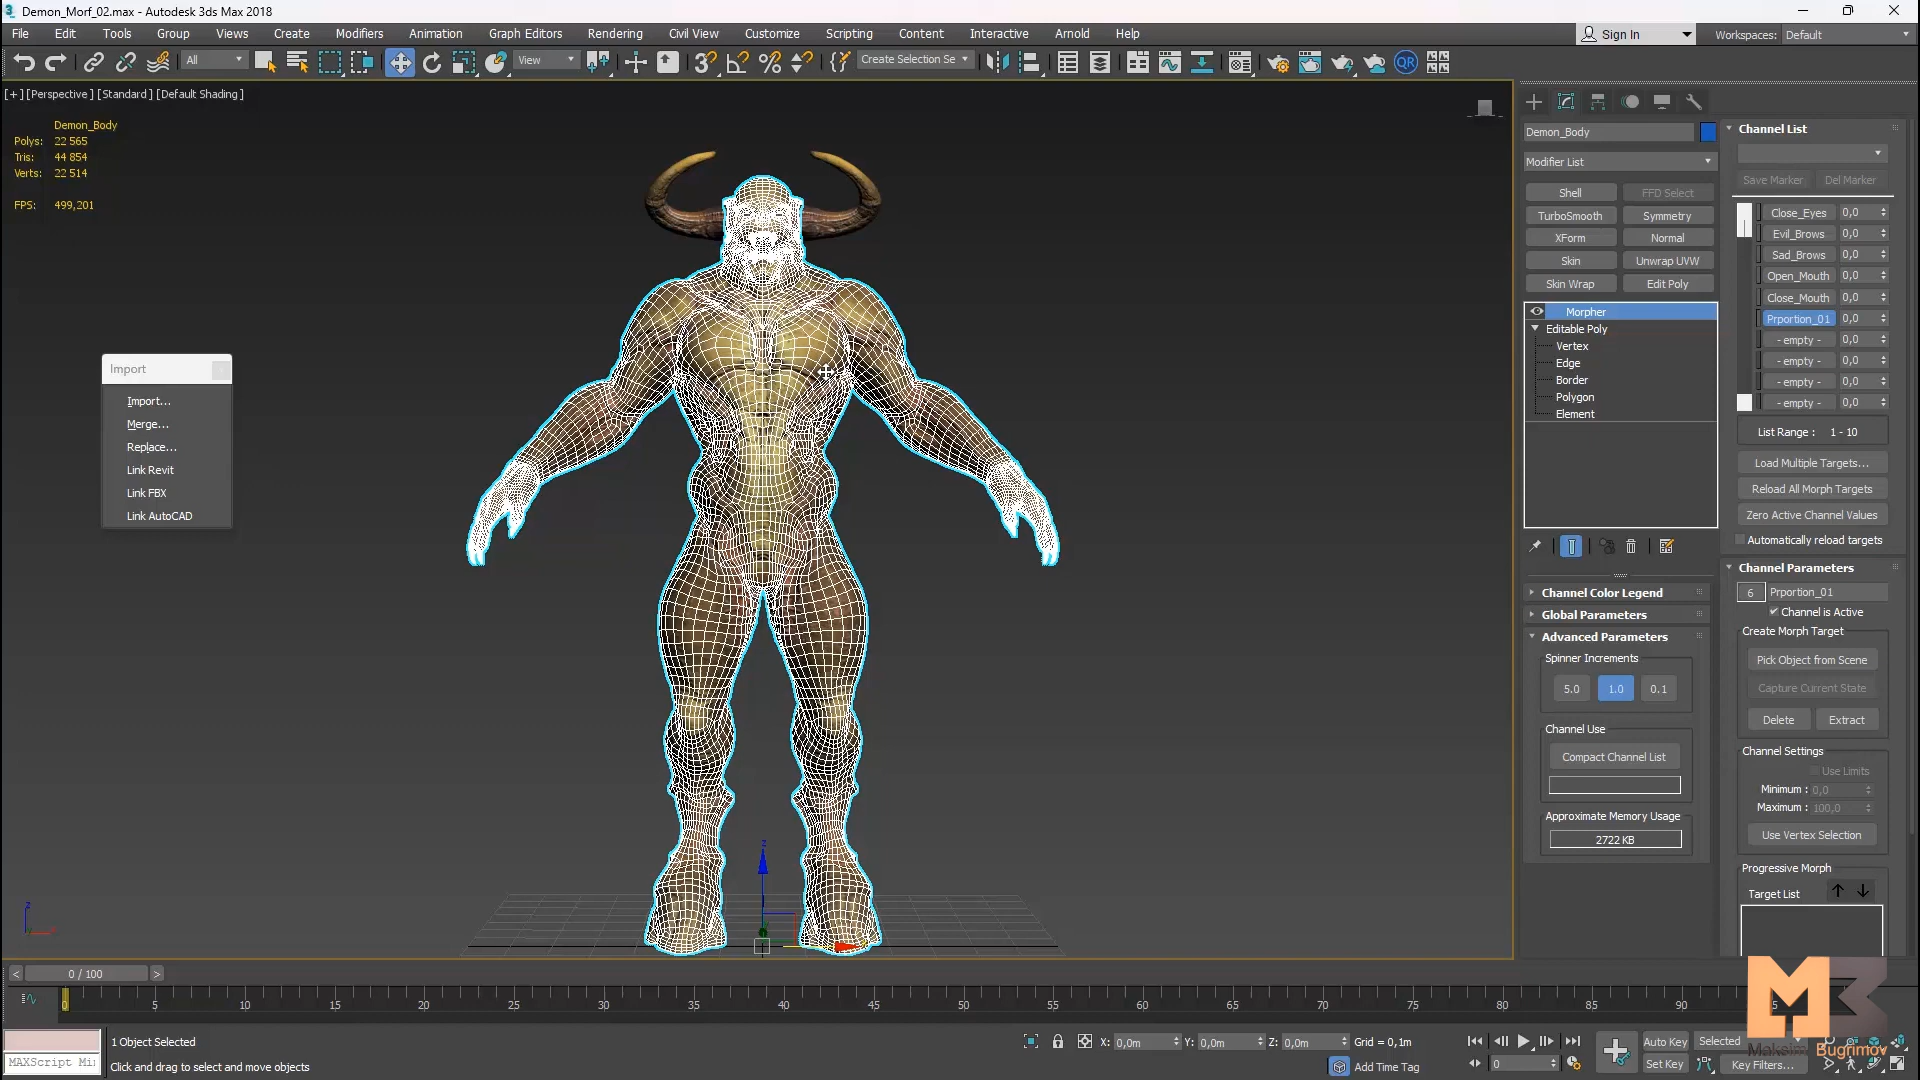 Demon_Morf_02.max - Autodesk 3ds Max 2018
File Edit Tools Group Views Create Modifiers Animation Graph Editors Rendering Civil View Customize Scripting Content Interactive Arnold Help
Sign In Workspaces: Default
All View Create Selection Se QR
[+] [Perspective] [Standard] [Default Shading]
Demon_Body
Polys: 22 565
Tris: 44 854
Verts: 22 514
FPS: 499,201
Import
Import...
Merge...
Replace...
Link Revit
Link FBX
Link AutoCAD
Demon_Body
Modifier List
Shell FFD Select
TurboSmooth Symmetry
XForm Normal
Skin Unwrap UVW
Skin Wrap Edit Poly
Morpher
Editable Poly
Vertex
Edge
Border
Polygon
Element
Channel Color Legend
Global Parameters
Advanced Parameters
Spinner Increments
5.0 1.0 0.1
Channel Use
Compact Channel List
Approximate Memory Usage
2722 KB
Channel List
Save Marker Del Marker
Close_Eyes 0,0
Evil_Brows 0,0
Sad_Brows 0,0
Open_Mouth 0,0
Close_Mouth 0,0
Prportion_01 0,0
- empty - 0,0
- empty - 0,0
- empty - 0,0
- empty - 0,0
List Range : 1 - 10
Load Multiple Targets...
Reload All Morph Targets
Zero Active Channel Values
Automatically reload targets
Channel Parameters
6 Prportion_01
Channel is Active
Create Morph Target
Pick Object from Scene
Capture Current State
Delete Extract
Channel Settings
Use Limits
Minimum : 0,0
Maximum : 100,0
Use Vertex Selection
Progressive Morph
Target List
< 0 / 100 >
0 5 10 15 20 25 30 35 40 45 50 55 60 65 70 75 80 85 90
1 Object Selected
X: 0,0m Y: 0,0m Z: 0,0m Grid = 0,1m
Auto Key Selected
MAXScript Mi
Click and drag to select and move objects
Add Time Tag
0
Set Key Key Filters...
Maksim Bugrimov